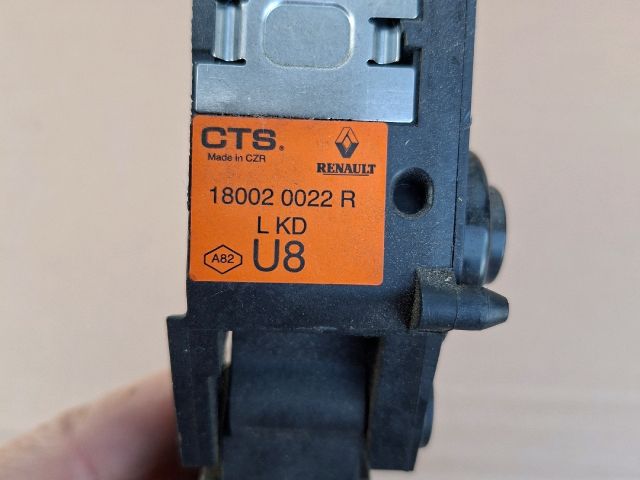 CTS®
Made in CZR
RENAULT
18002 0022 R
L KD
A82
U8